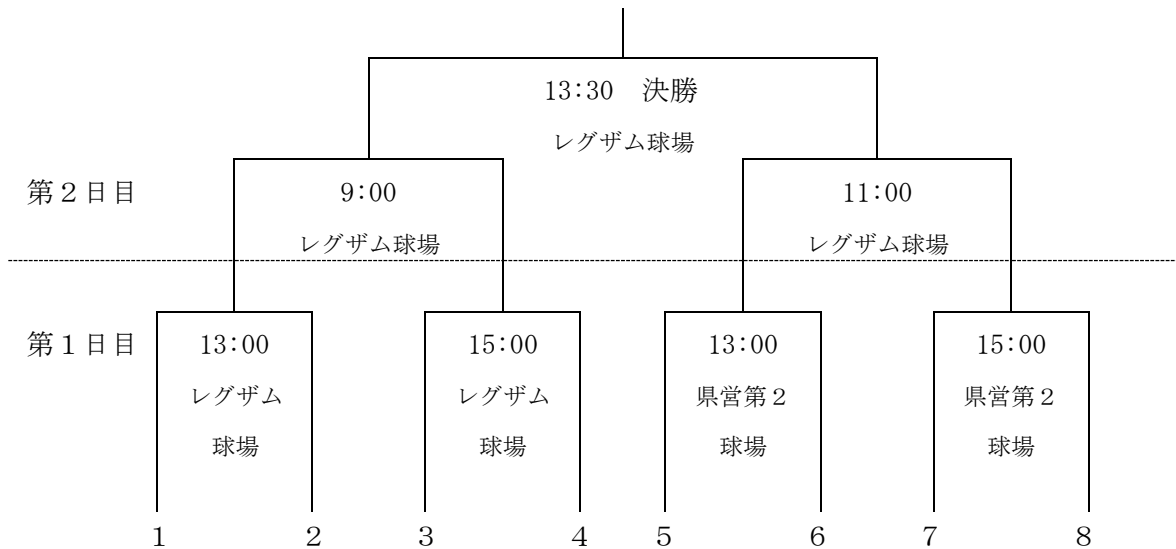 13:30　決勝
レグザム球場
第２日目
9:00
11:00
レグザム球場
レグザム球場
第１日目
13:00
15:00
13:00
15:00
レグザム
レグザム
県営第２
県営第２
球場
球場
球場
球場
1
2
3
4
5
6
7
8